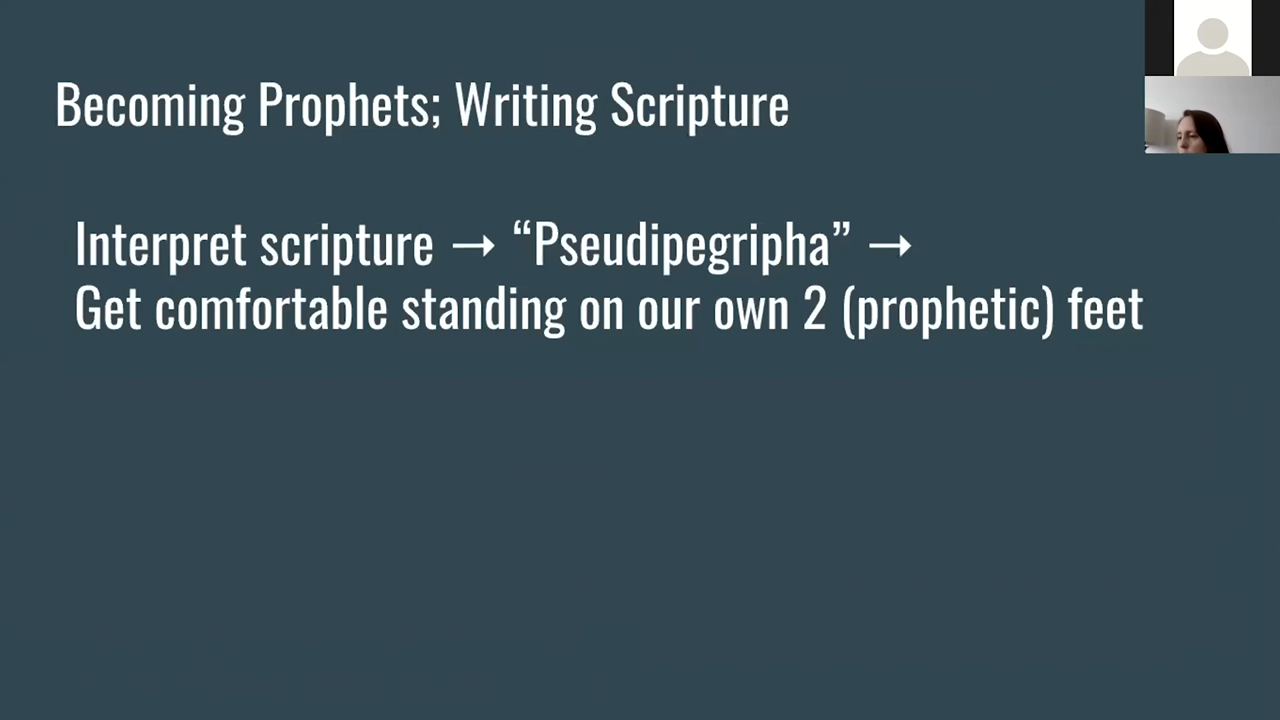 Becoming Prophets; Writing Scripture
Interpret scripture → “Pseudipegripha” →
Get comfortable standing on our own 2 (prophetic) feet